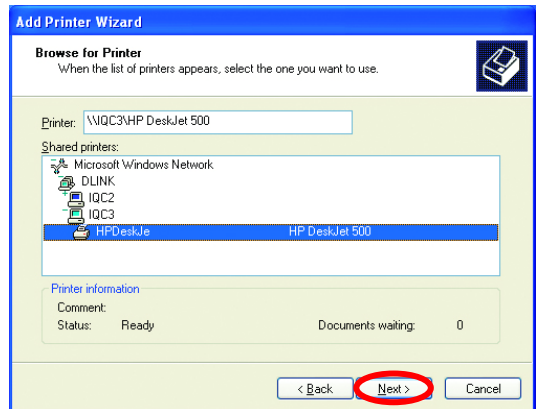 Add Printer Wizard
Browse for Printer
When the list of printers appears, select the one you want to use.
Printer: \\IQC3\HP DeskJet 500
Shared printers:
Microsoft Windows Network
DLINK
IQC2
IQC3
HPDeskJe HP DeskJet 500
Printer information
Comment:
Status: Ready Documents waiting: 0
< Back Next > Cancel